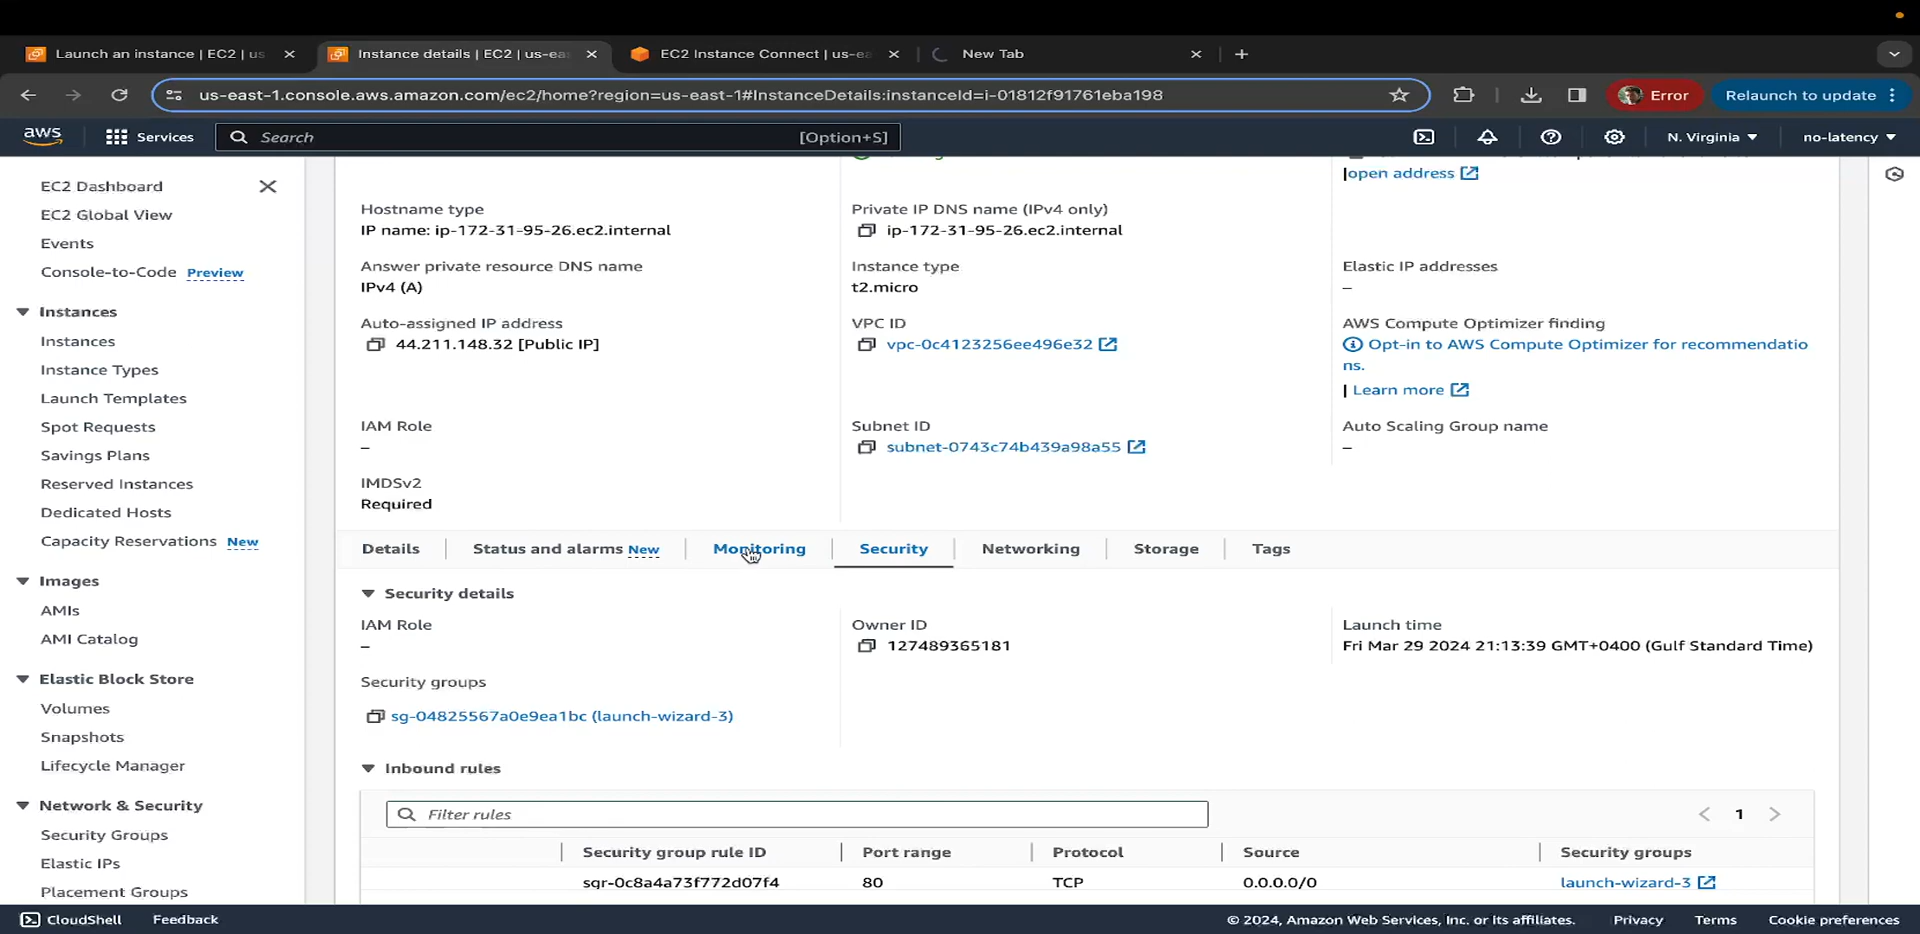 Launch an instance | EC2 | us
Instance details | EC2 | us-ea
EC2 Instance Connect | us-ea
New Tab
us-east-1.console.aws.amazon.com/ec2/home?region=us-east-1#InstanceDetails:instanceId=i-01812f91761eba198
Error
Relaunch to update
aws
Services
Search
[Option+S]
N. Virginia
no-latency
EC2 Dashboard
EC2 Global View
Events
Console-to-Code Preview
Instances
Instances
Instance Types
Launch Templates
Spot Requests
Savings Plans
Reserved Instances
Dedicated Hosts
Capacity Reservations New
Images
AMIs
AMI Catalog
Elastic Block Store
Volumes
Snapshots
Lifecycle Manager
Network & Security
Security Groups
Elastic IPs
Placement Groups
|open address
Hostname type
IP name: ip-172-31-95-26.ec2.internal
Private IP DNS name (IPv4 only)
ip-172-31-95-26.ec2.internal
Answer private resource DNS name
IPv4 (A)
Instance type
t2.micro
Elastic IP addresses
–
Auto-assigned IP address
44.211.148.32 [Public IP]
VPC ID
vpc-0c4123256ee496e32
AWS Compute Optimizer finding
Opt-in to AWS Compute Optimizer for recommendatio
ns.
| Learn more
IAM Role
–
Subnet ID
subnet-0743c74b439a98a55
Auto Scaling Group name
–
IMDSv2
Required
Details
Status and alarms New
Monitoring
Security
Networking
Storage
Tags
Security details
IAM Role
–
Owner ID
127489365181
Launch time
Fri Mar 29 2024 21:13:39 GMT+0400 (Gulf Standard Time)
Security groups
sg-04825567a0e9ea1bc (launch-wizard-3)
Inbound rules
Filter rules
1
Security group rule ID
Port range
Protocol
Source
Security groups
sgr-0c8a4a73f772d07f4
80
TCP
0.0.0.0/0
launch-wizard-3
CloudShell
Feedback
© 2024, Amazon Web Services, Inc. or its affiliates.
Privacy
Terms
Cookie preferences